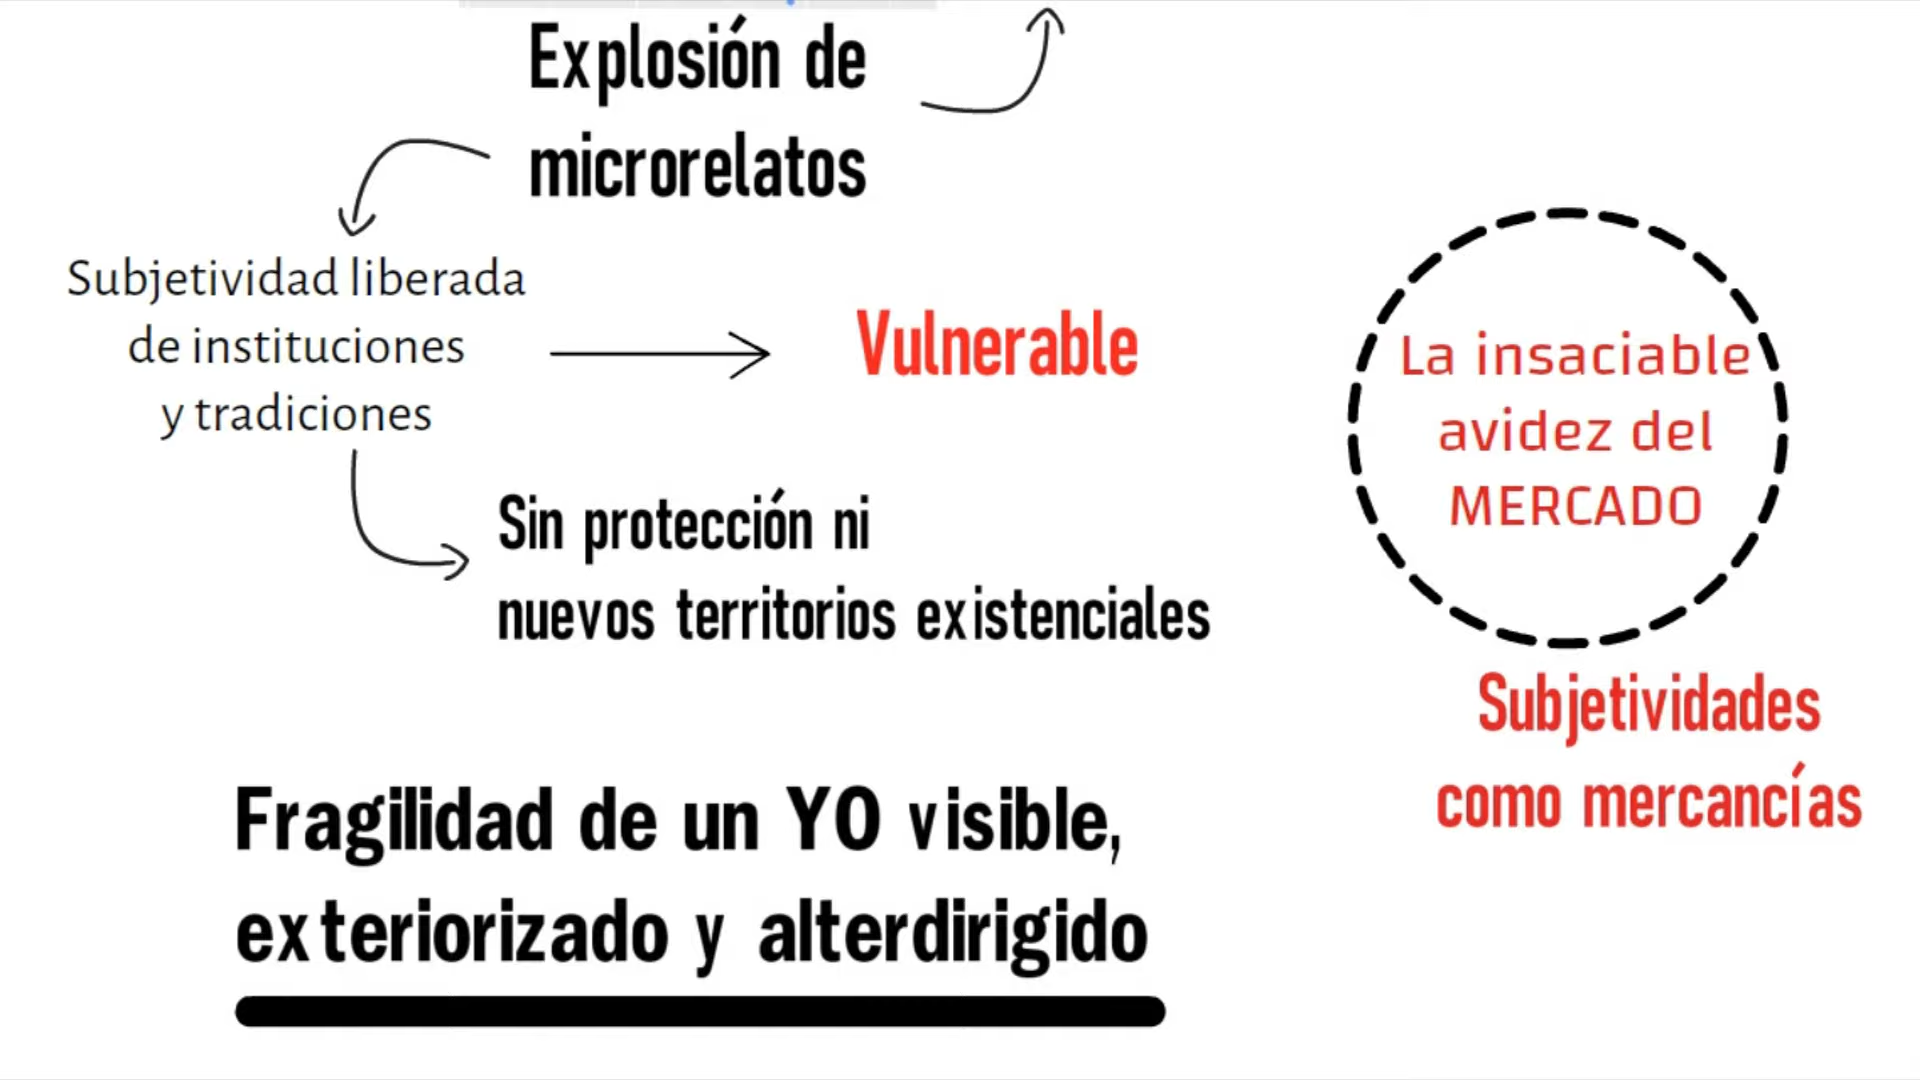 Explosión de
microrelatos
Subjetividad liberada
de instituciones
y tradiciones
Vulnerable
Sin protección ni
nuevos territorios existenciales
La insaciable
avidez del
MERCADO
Subjetividades
como mercancías
Fragilidad de un YO visible,
exteriorizado y alterdirigido